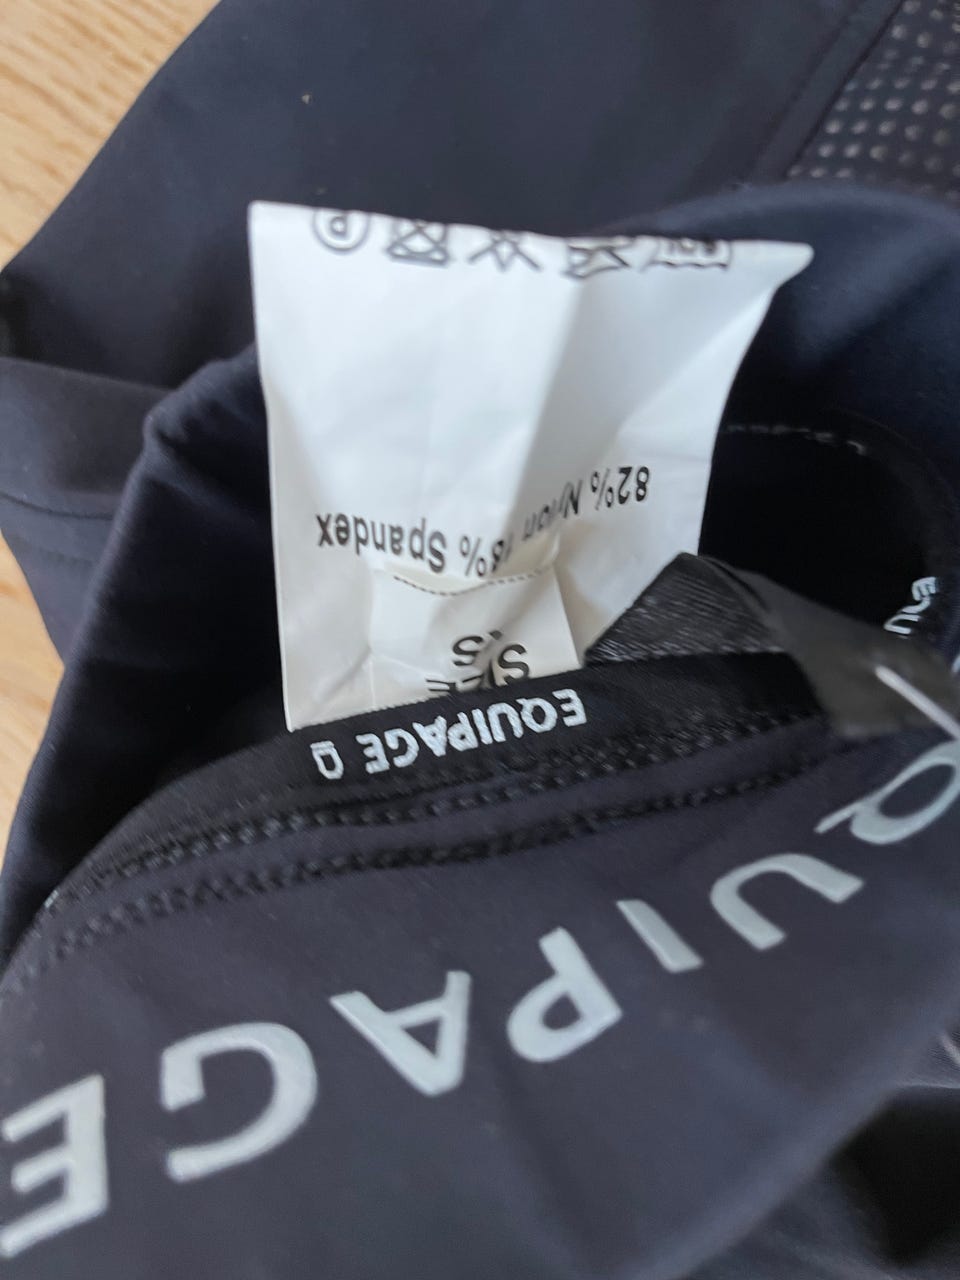 EQUIPAGE
EQUIPAGE
82% Nylon 18% Spandex
P